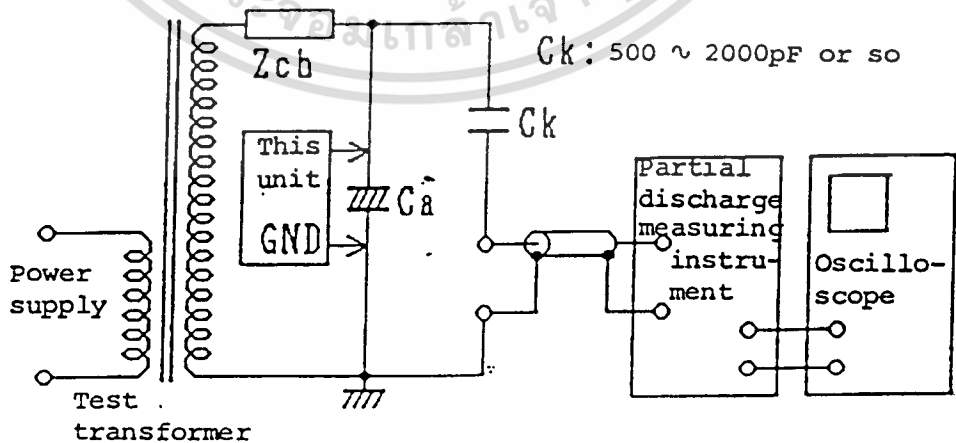 Zcb
Ck: 500 ~ 2000pF or so
Ck
This
unit
GND
Ca
Partial
discharge
measuring
instru-
ment
Oscillo-
scope
Power
supply
Test
transformer